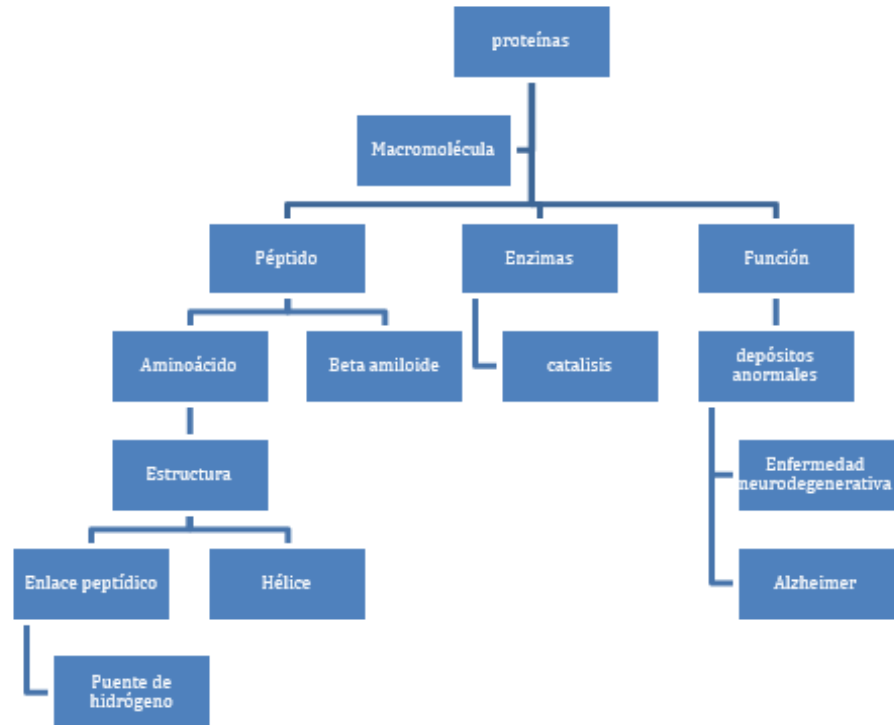 proteínas
Macromolécula
Péptido
Enzimas
Función
Aminoácido
Beta amiloide
catalisis
depósitos
anormales
Estructura
Enfermedad
neurodegenerativa
Enlace peptídico
Hélice
Alzheimer
Puente de
hidrógeno